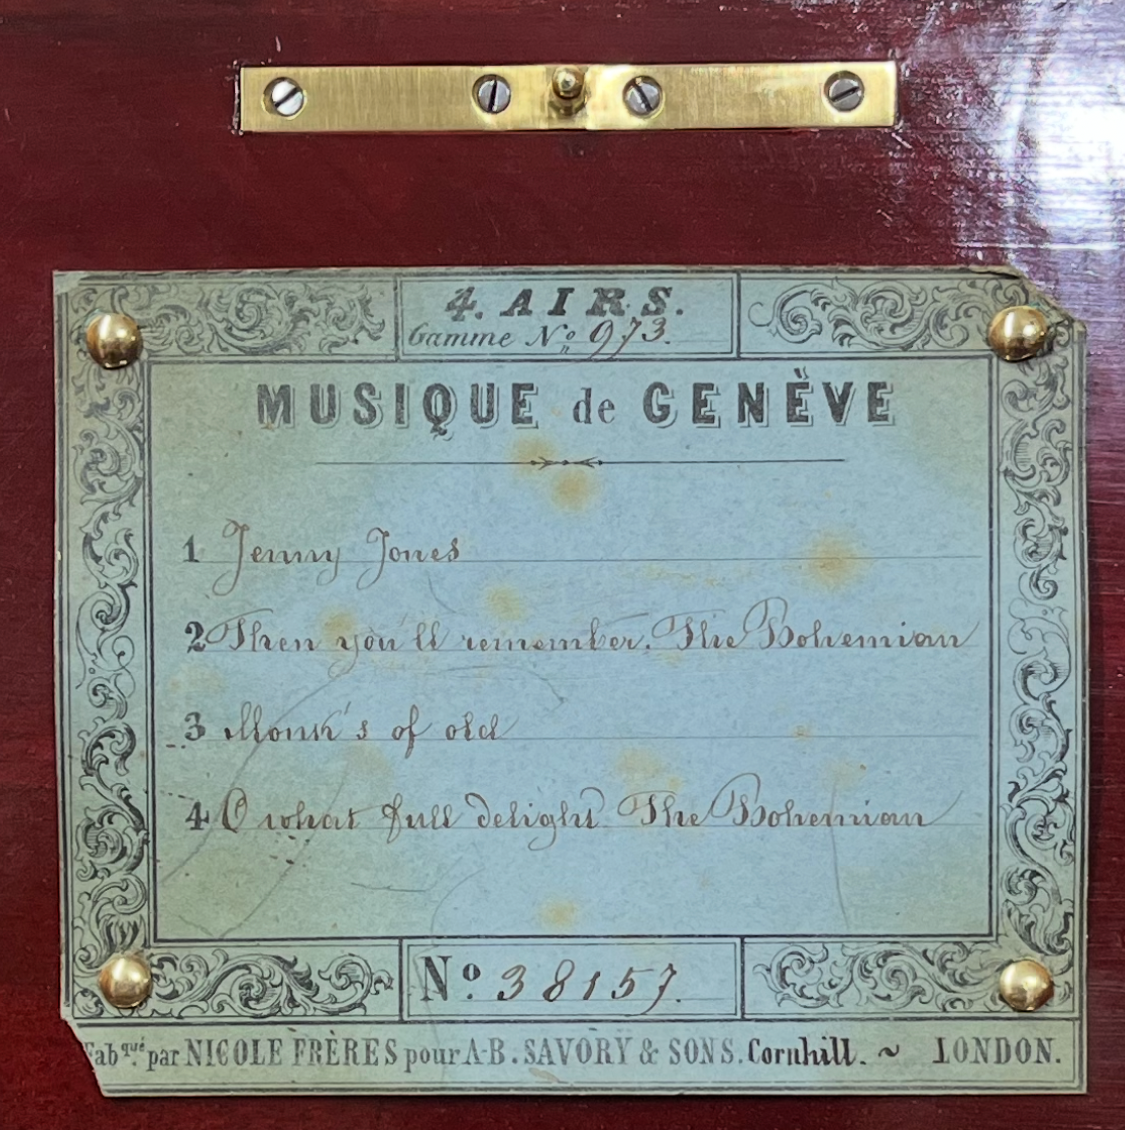 4. AIRS.
Gamme No 973.
MUSIQUE de GENÈVE
1 Jenny Jones
2 Then you'll remember. The Bohemian
3 Monk's of old
4 O what full delight. The Bohemian
No. 38157.
Fabqué. par NICOLE FRÈRES pour A-B. SAVORY & SONS. Cornhill. ~ LONDON.